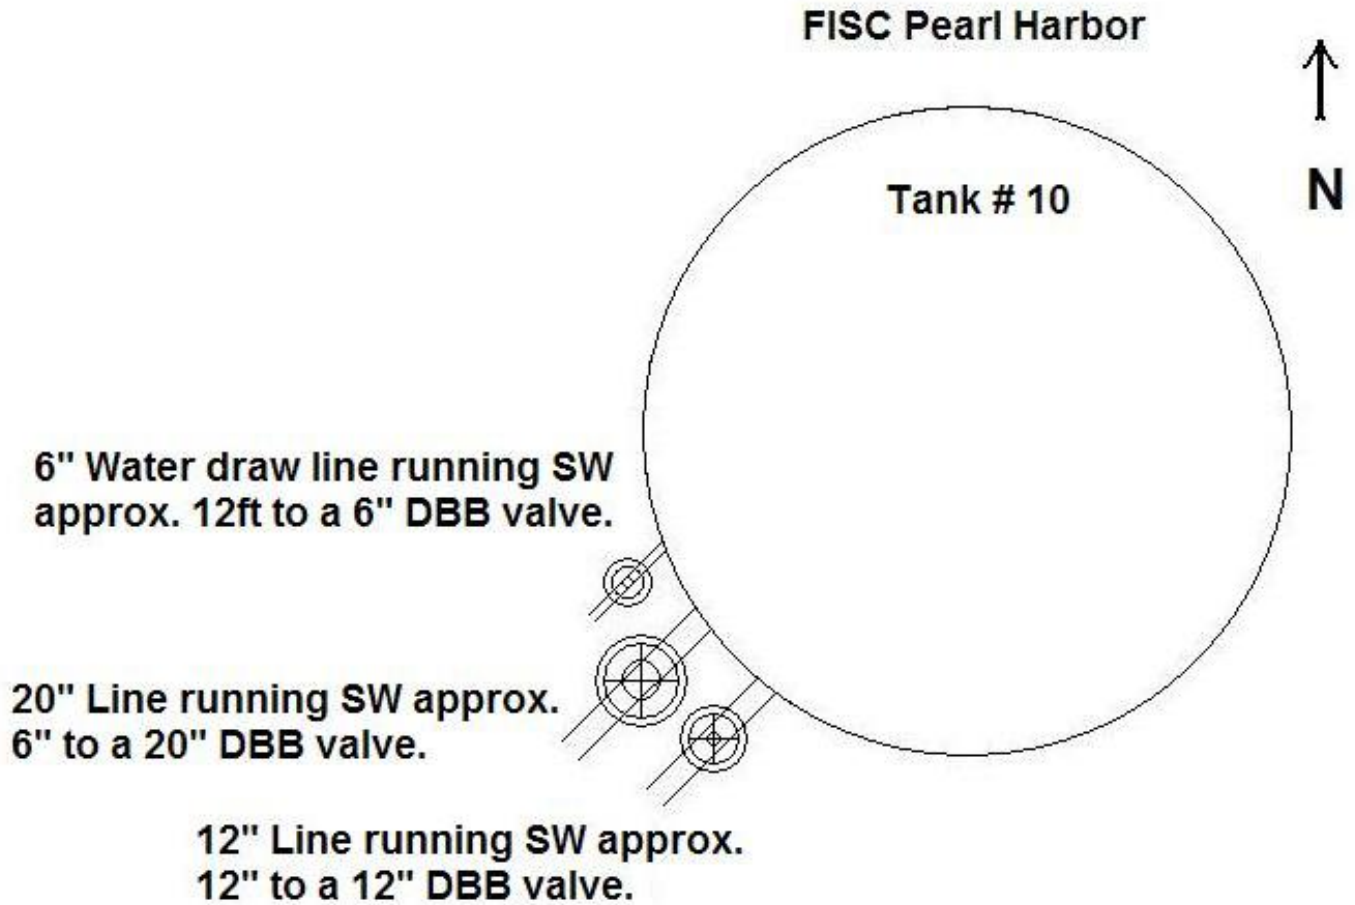 FISC Pearl Harbor
N
Tank # 10
6" Water draw line running SW
approx. 12ft to a 6" DBB valve.
20" Line running SW approx.
6" to a 20" DBB valve.
12" Line running SW approx.
12" to a 12" DBB valve.